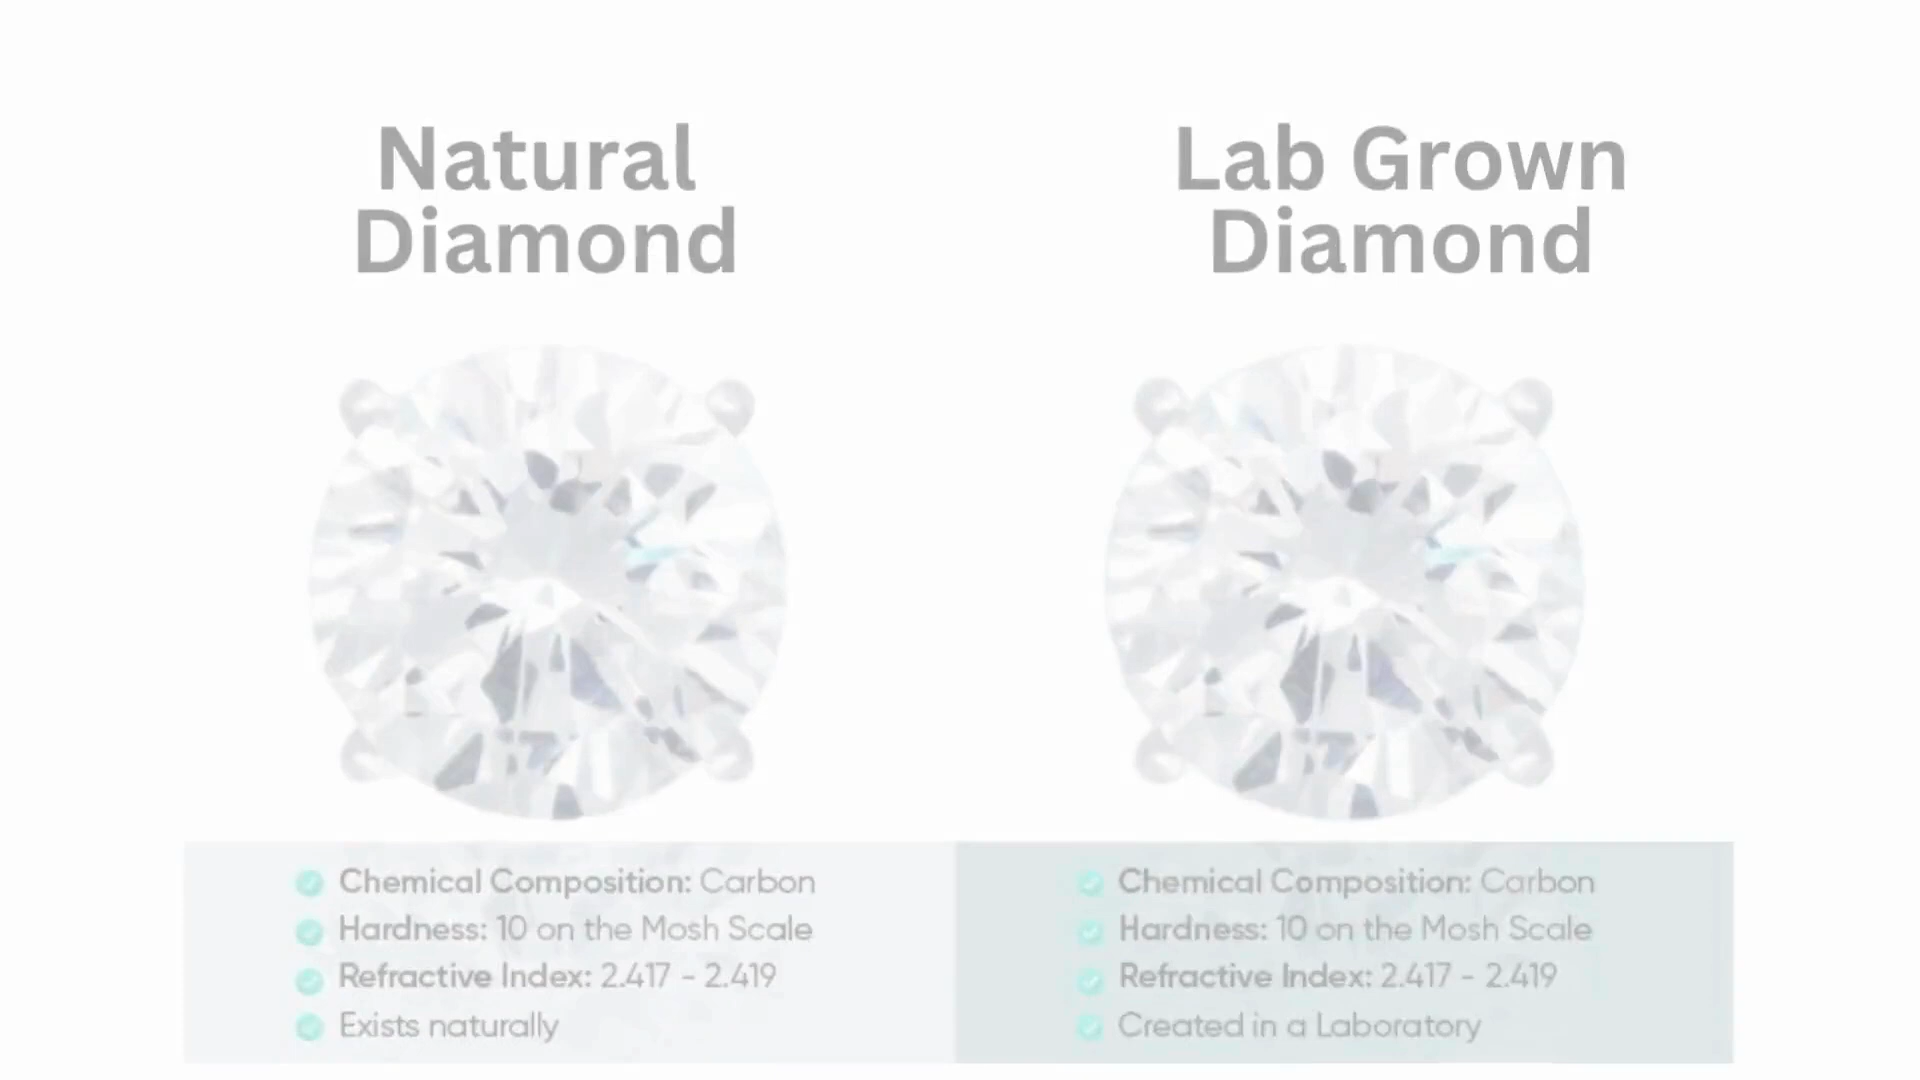 Natural
Diamond
Lab Grown
Diamond
Chemical Composition: Carbon
Hardness: 10 on the Mosh Scale
Refractive Index: 2.417 - 2.419
Exists naturally
Chemical Composition: Carbon
Hardness: 10 on the Mosh Scale
Refractive Index: 2.417 - 2.419
Created in a Laboratory